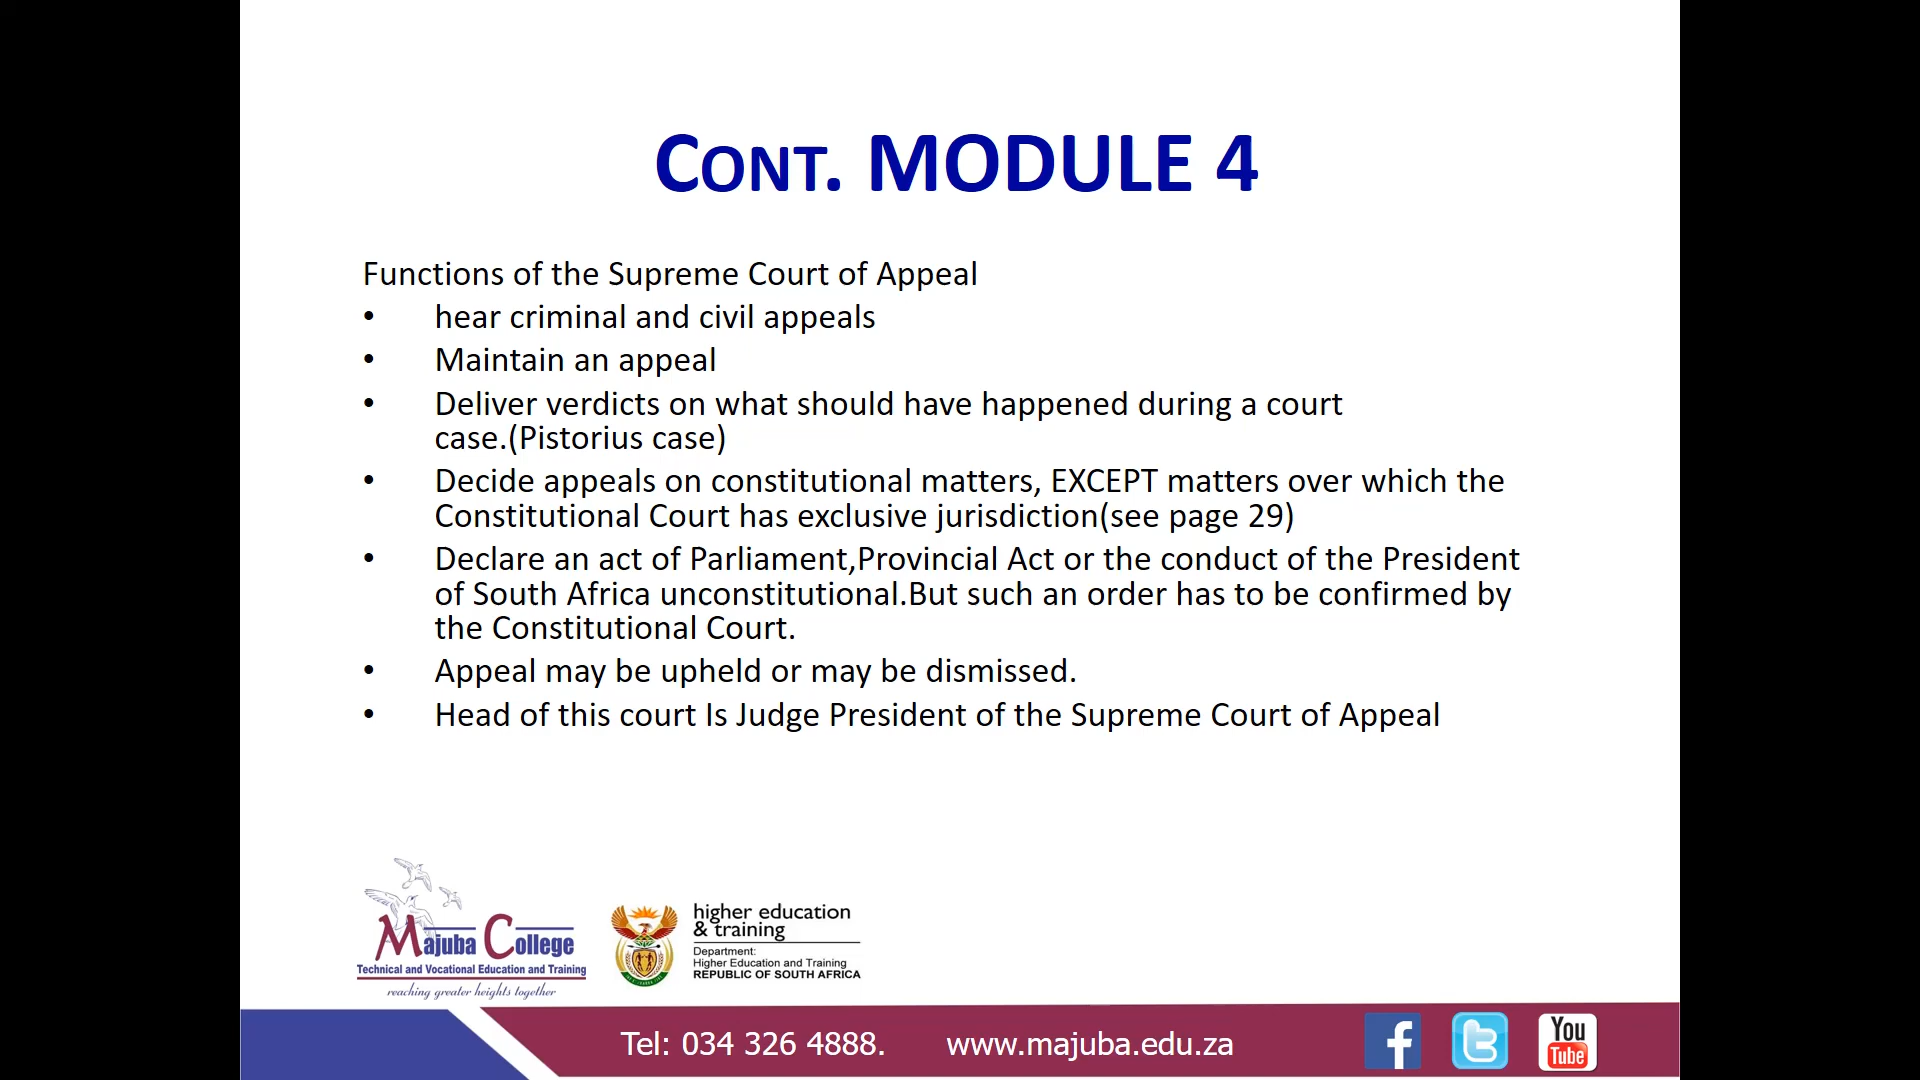 CONT. MODULE 4
Functions of the Supreme Court of Appeal
• hear criminal and civil appeals
• Maintain an appeal
• Deliver verdicts on what should have happened during a court
case.(Pistorius case)
• Decide appeals on constitutional matters, EXCEPT matters over which the
Constitutional Court has exclusive jurisdiction(see page 29)
• Declare an act of Parliament,Provincial Act or the conduct of the President
of South Africa unconstitutional.But such an order has to be confirmed by
the Constitutional Court.
• Appeal may be upheld or may be dismissed.
• Head of this court Is Judge President of the Supreme Court of Appeal
Majuba College
Technical and Vocational Education and Training
reaching greater heights together
higher education
& training
Department:
Higher Education and Training
REPUBLIC OF SOUTH AFRICA
Tel: 034 326 4888. www.majuba.edu.za
You
Tube